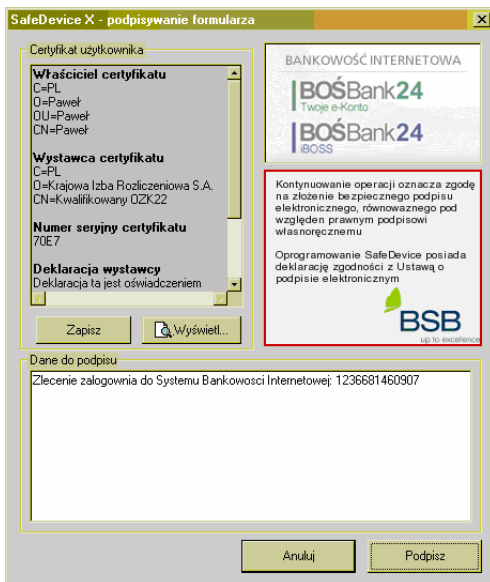 SafeDevice X - podpisywanie formularza
Certyfikat użytkownika
Właściciel certyfikatu
C=PL
O=Paweł
OU=Paweł
CN=Paweł
Wystawca certyfikatu
C=PL
O=Krajowa Izba Rozliczeniowa S.A.
CN=Kwalifikowany OZK22
Numer seryjny certyfikatu
70E7
Deklaracja wystawcy
Deklaracja ta jest oświadczeniem
Zapisz
Wyświetl...
BANKOWOŚĆ INTERNETOWA
BOŚBank24
Twoje e-Konto
BOŚBank24
iBOSS
Kontynuowanie operacji oznacza zgodę
na złożenie bezpiecznego podpisu
elektronicznego, równowaznego pod
względen prawnym podpisowi
własnoręcznemu
Oprogramowanie SafeDevice posiada
deklarację zgodności z Ustawą o
podpisie elektronicznym
BSB
up to excellence
Dane do podpisu
Zlecenie zalogownia do Systemu Bankowosci Internetowej: 1236681460907
Anuluj
Podpisz